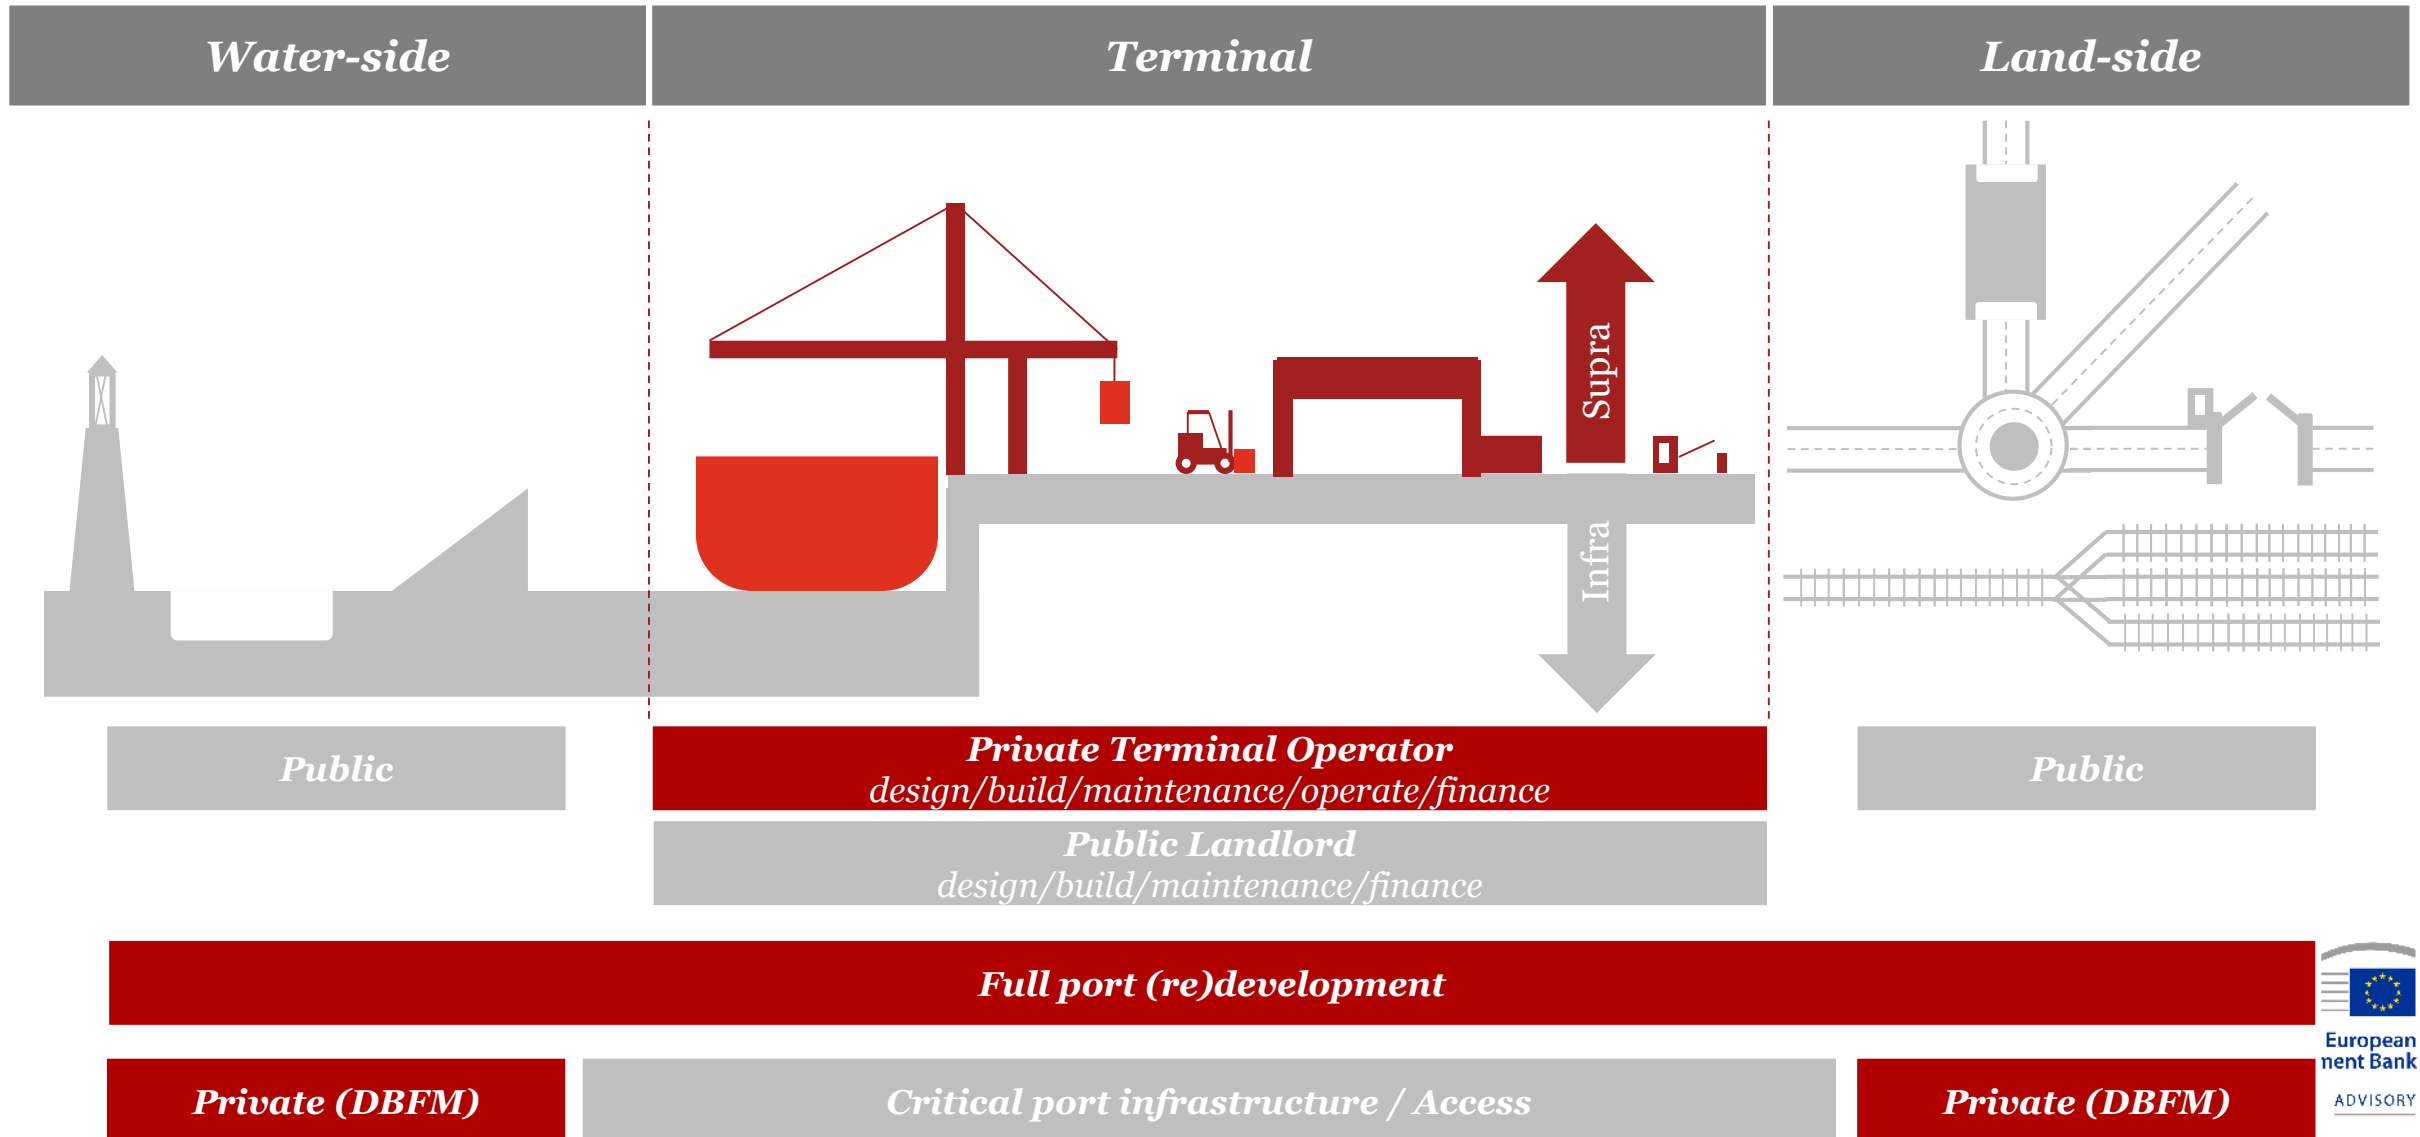 Water-side
Terminal
Land-side
Supra
Infra
Public
Private Terminal Operator
design/build/maintenance/operate/finance
Public
Public Landlord
design/build/maintenance/finance
Full port (re)development
European
ment Bank
ADVISORY
Private (DBFM)
Critical port infrastructure / Access
Private (DBFM)